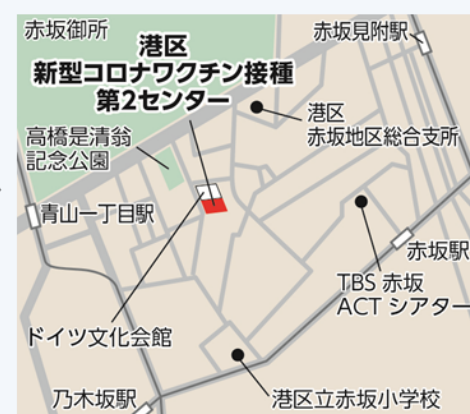 赤坂御所
赤坂見附駅
港区
新型コロナワクチン接種
第2センター
港区
赤坂地区総合支所
高橋是清翁
記念公園
青山一丁目駅
赤坂駅
TBS 赤坂
ACT シアター
ドイツ文化会館
乃木坂駅
港区立赤坂小学校